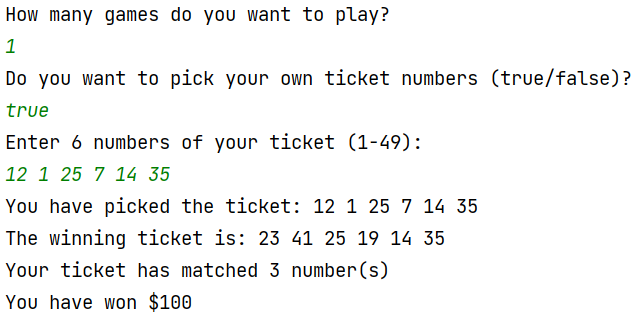 How many games do you want to play?
1
Do you want to pick your own ticket numbers (true/false)?
true
Enter 6 numbers of your ticket (1-49):
12 1 25 7 14 35
You have picked the ticket: 12 1 25 7 14 35
The winning ticket is: 23 41 25 19 14 35
Your ticket has matched 3 number(s)
You have won $100